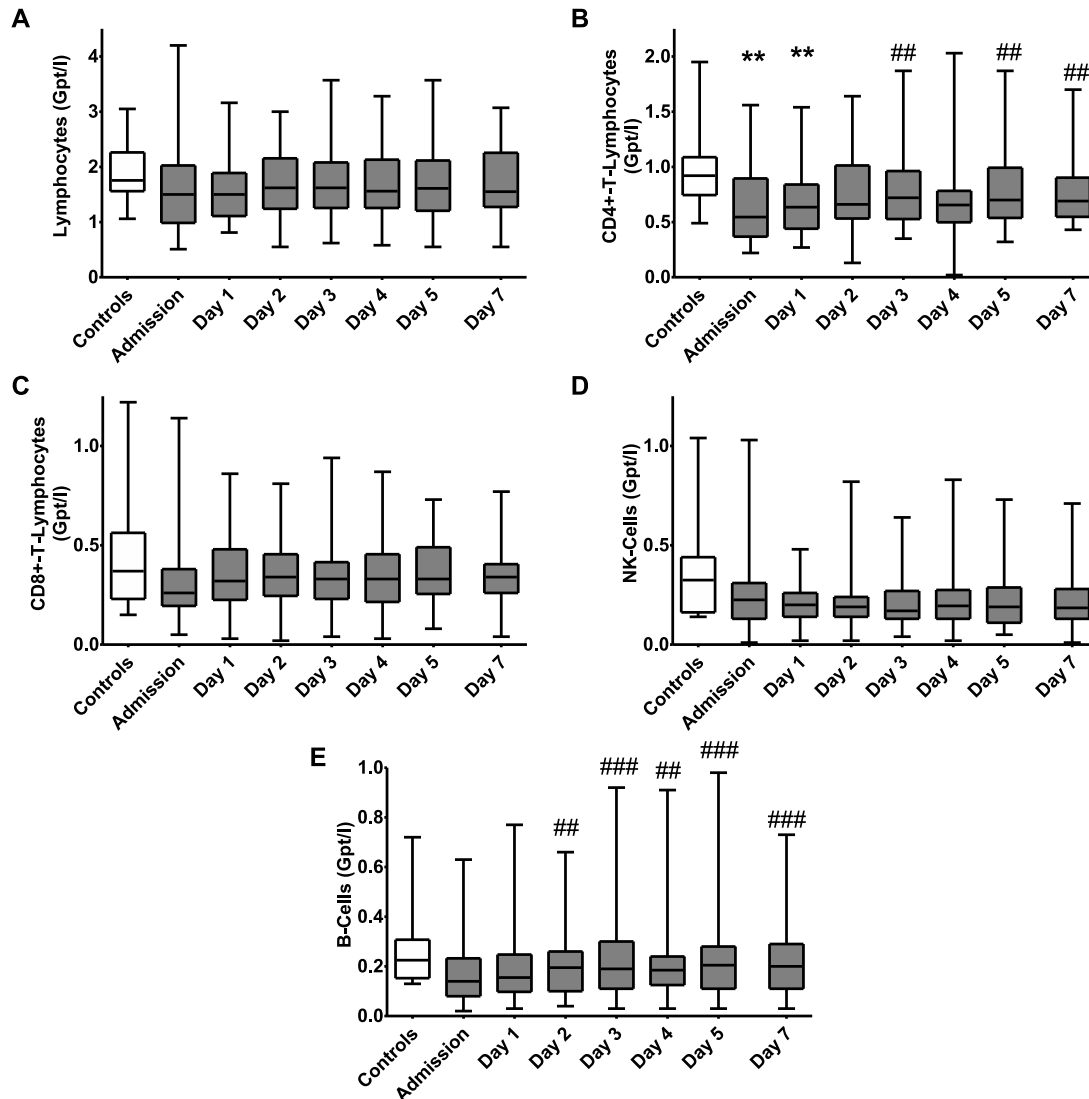 A
Lymphocytes (Gpt/l)
4
3
2
1
0
Controls
Admission
Day 1
Day 2
Day 3
Day 4
Day 5
Day 7
B
CD4+-T-Lymphocytes
(Gpt/l)
2.0
1.5
1.0
0.5
0.0
**
**
##
##
##
Controls
Admission
Day 1
Day 2
Day 3
Day 4
Day 5
Day 7
C
CD8+-T-Lymphocytes
(Gpt/l)
1.0
0.5
0.0
Controls
Admission
Day 1
Day 2
Day 3
Day 4
Day 5
Day 7
D
NK-Cells (Gpt/l)
1.0
0.5
0.0
Controls
Admission
Day 1
Day 2
Day 3
Day 4
Day 5
Day 7
E
B-Cells (Gpt/l)
1.0
0.8
0.6
0.4
0.2
0.0
##
###
##
###
###
Controls
Admission
Day 1
Day 2
Day 3
Day 4
Day 5
Day 7